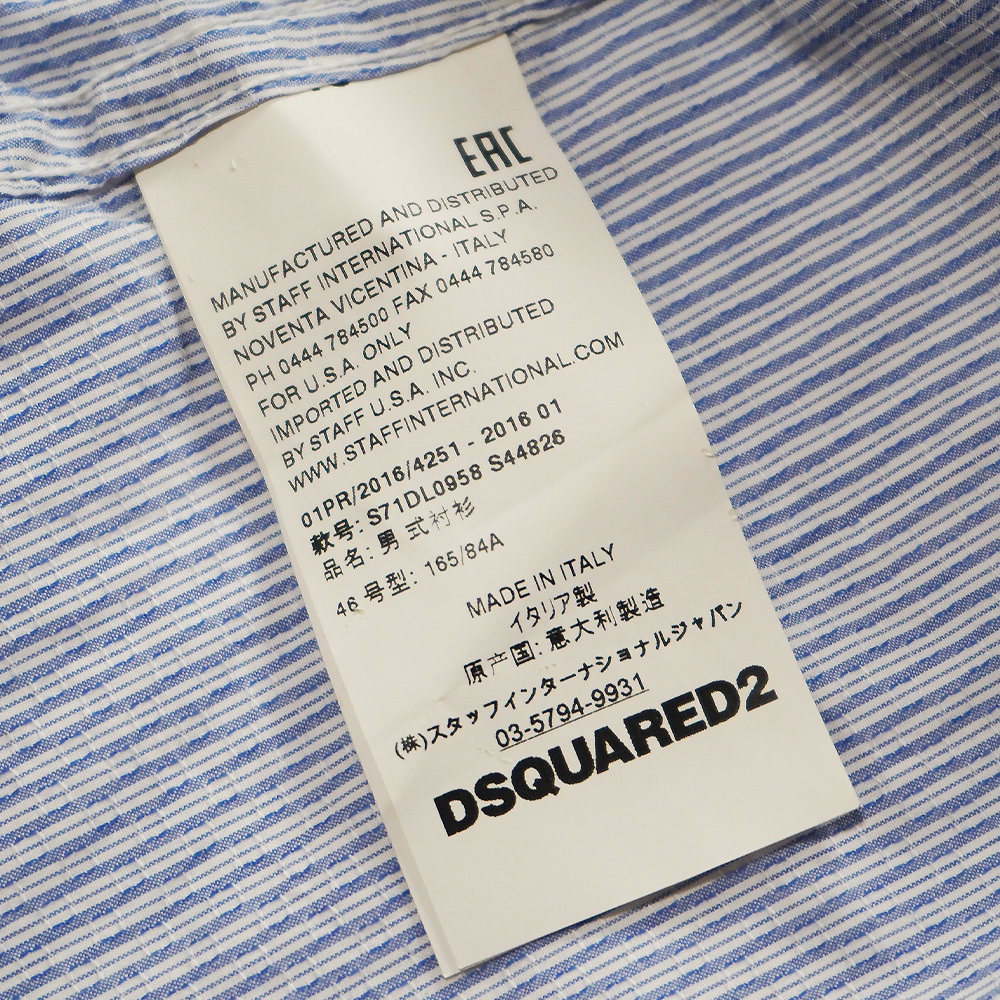 EAC
MANUFACTURED AND DISTRIBUTED
BY STAFF INTERNATIONAL S.P.A.
NOVENTA VICENTINA - ITALY
PH 0444 784500 FAX 0444 784580
FOR U.S.A. ONLY
IMPORTED AND DISTRIBUTED
BY STAFF U.S.A. INC.
WWW.STAFFINTERNATIONAL.COM
01PR/2016/4251 - 2016 01
款号: S71DL0958 S44826
品名: 男式衬衫
46 号型: 165/84A
MADE IN ITALY
イタリア製
原产国: 意大利製造
(株)スタッフインターナショナルジャパン
03-5794-9931
DSQUARED2